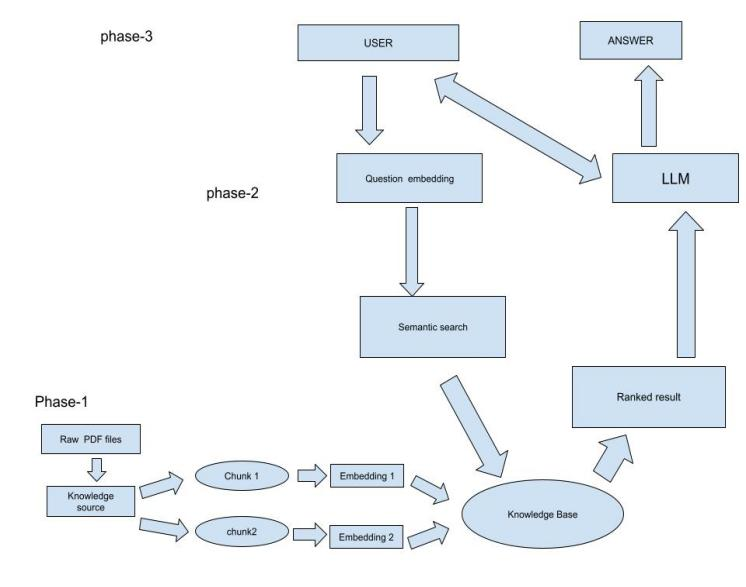 phase-3
USER
ANSWER
Question embedding
LLM
phase-2
Semantic search
Ranked result
Phase-1
Raw PDF files
Knowledge
source
Chunk 1
Embedding 1
chunk2
Embedding 2
Knowledge Base